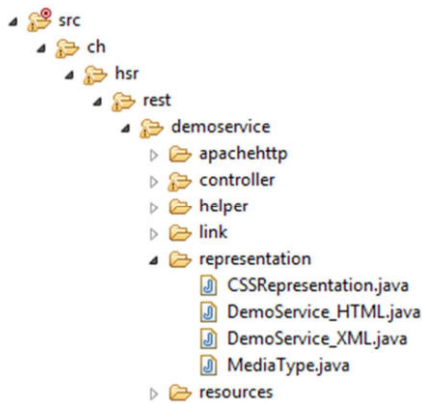 src
ch
hsr
rest
demoservice
apachehttp
controller
helper
link
representation
CSSRepresentation.java
DemoService_HTML.java
DemoService_XML.java
MediaType.java
resources